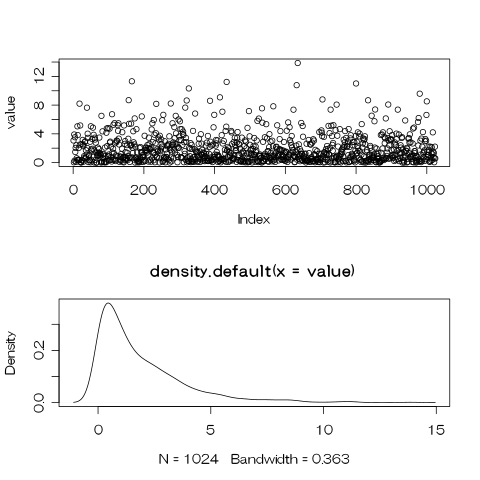 12
8
4
0
value
0 200 400 600 800 1000
Index
density.default(x = value)
0.2
0.0
Density
0 5 10 15
N = 1024 Bandwidth = 0.363